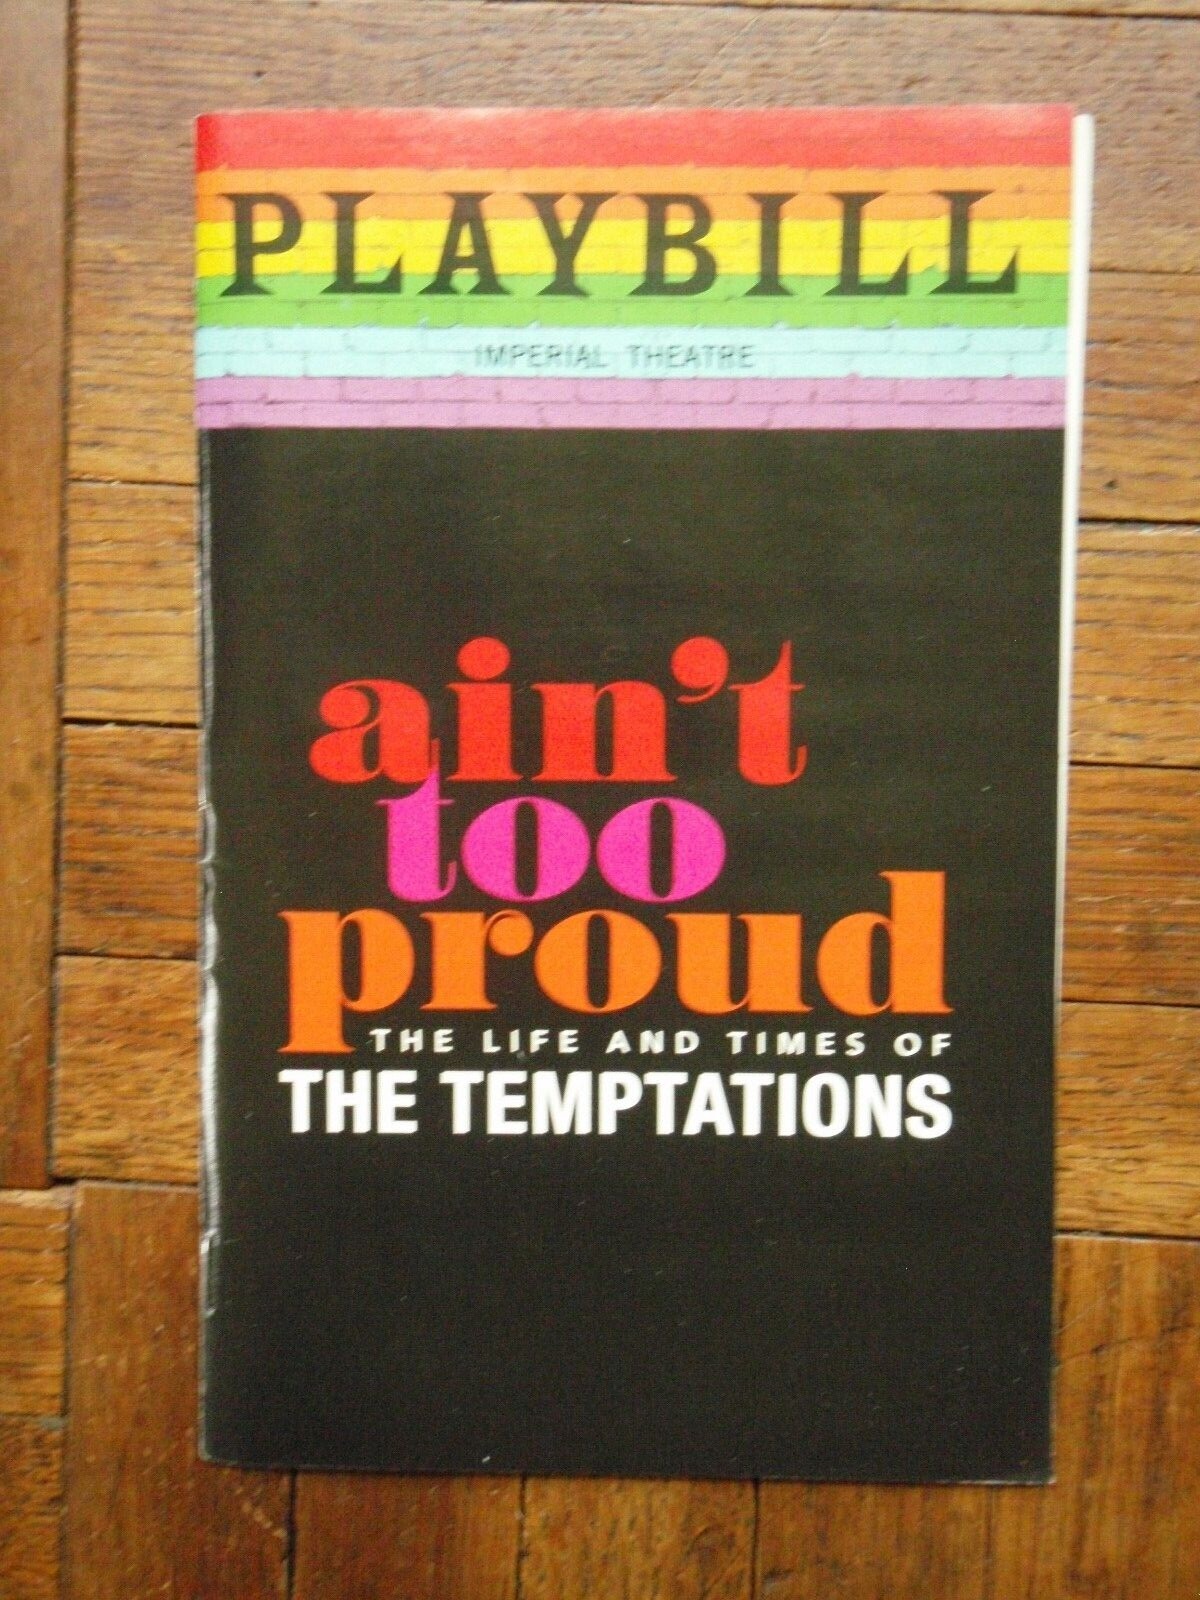 PLAYBILL
IMPERIAL THEATRE
ain't
too
proud
THE LIFE AND TIMES OF
THE TEMPTATIONS